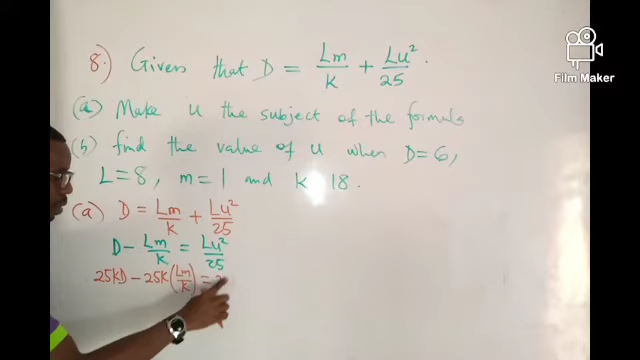 8.) Given that D = Lm/k + Lu²/25.
Film Maker
(a) Make u the subject of the formula
(b) find the value of u when D=6,
L=8, m=1 and k 18.
(a) D = Lm/k + Lu²/25
D - Lm/k = Lu²/25
25KD - 25K(Lm/k) =